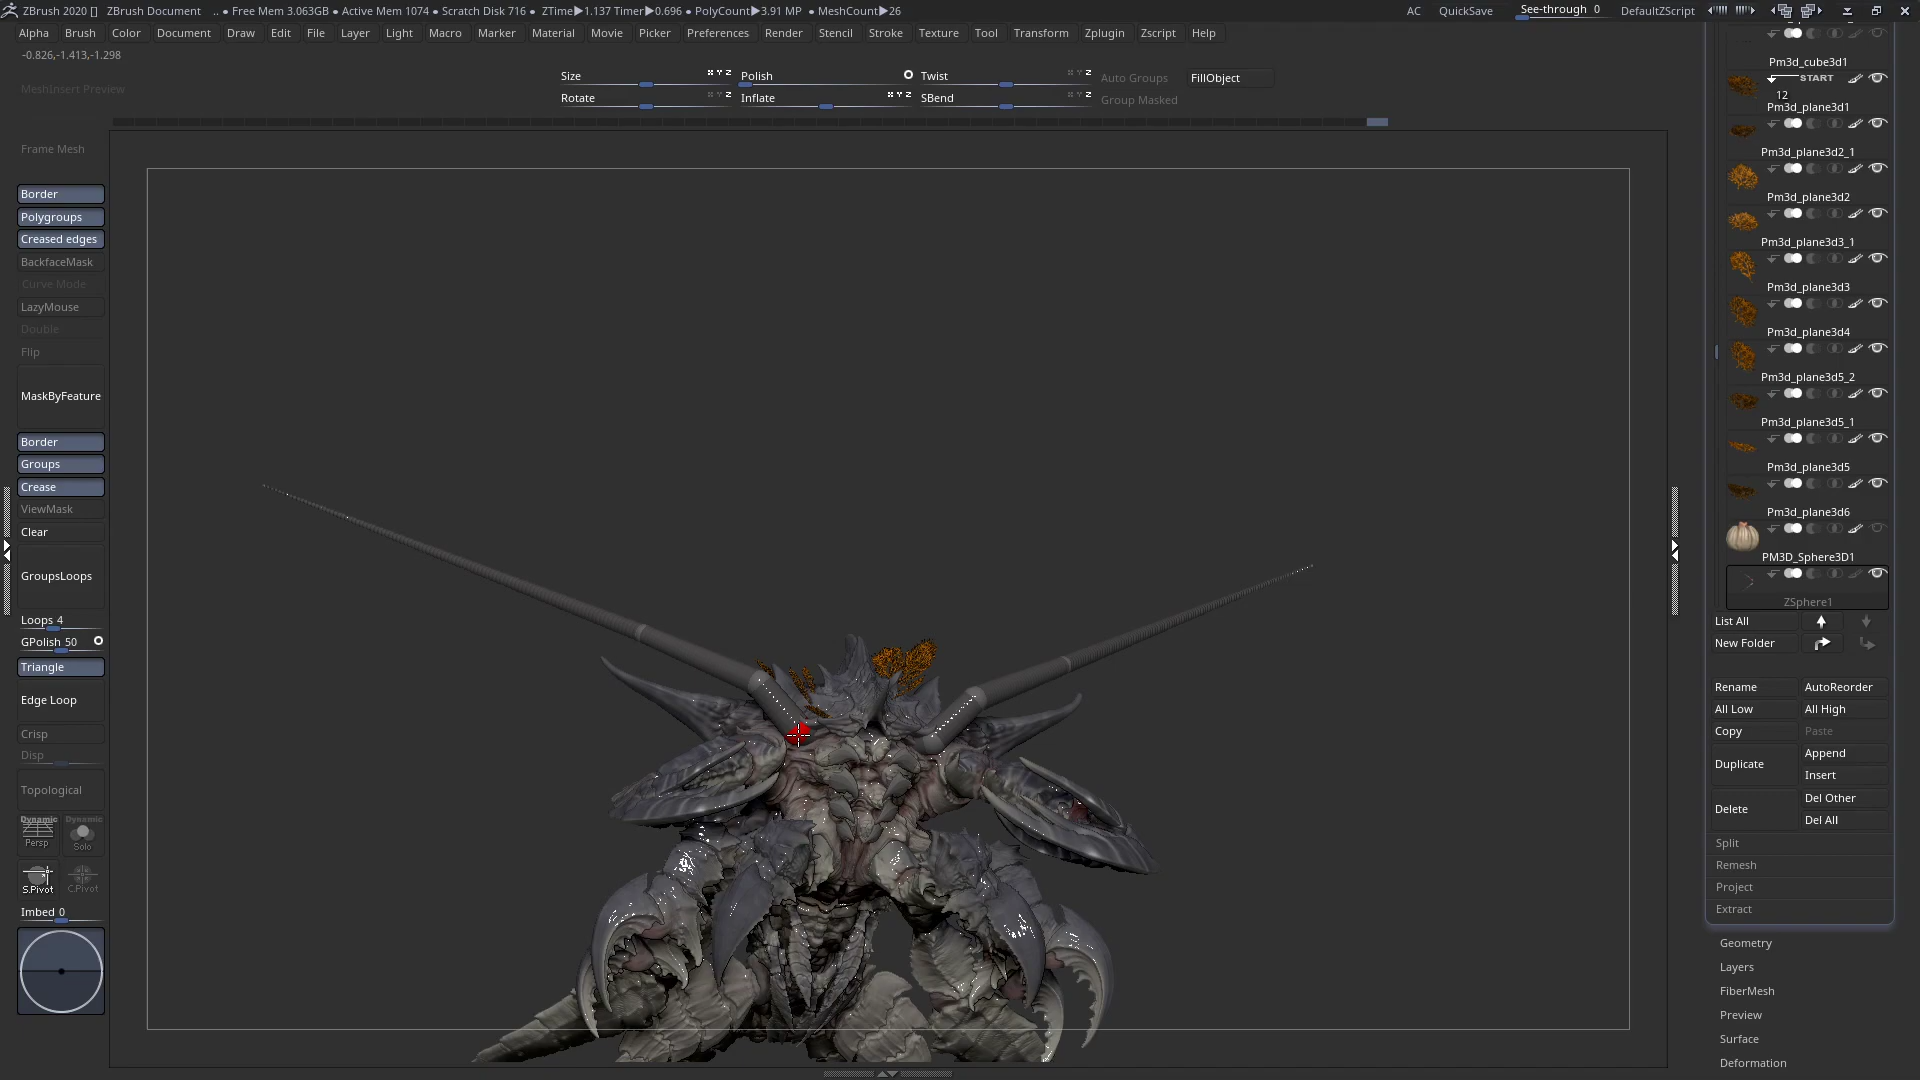 ZBrush 2020 [] ZBrush Document .. ● Free Mem 3.063GB ● Active Mem 1074 ● Scratch Disk 716 ● ZTime▶1.137 Timer▶0.696 ● PolyCount▶3.91 MP ● MeshCount▶26 AC QuickSave See-through 0 DefaultZScript
Alpha Brush Color Document Draw Edit File Layer Light Macro Marker Material Movie Picker Preferences Render Stencil Stroke Texture Tool Transform Zplugin Zscript Help
-0.826,-1.413,-1.298
MeshInsert Preview
Size X Y Z Polish Twist X Y Z Auto Groups FillObject
Rotate X Y Z Inflate X Y Z SBend X Y Z Group Masked
Frame Mesh
Border
Polygroups
Creased edges
BackfaceMask
Curve Mode
LazyMouse
Double
Flip
MaskByFeature
Border
Groups
Crease
ViewMask
Clear
GroupsLoops
Loops 4
GPolish 50
Triangle
Edge Loop
Crisp
Disp
Topological
Dynamic Dynamic
Persp Solo
S.Pivot C.Pivot
Imbed 0
Pm3d_cube3d1
START
12
Pm3d_plane3d1
Pm3d_plane3d2_1
Pm3d_plane3d2
Pm3d_plane3d3_1
Pm3d_plane3d3
Pm3d_plane3d4
Pm3d_plane3d5_2
Pm3d_plane3d5_1
Pm3d_plane3d5
Pm3d_plane3d6
PM3D_Sphere3D1
ZSphere1
List All
New Folder
Rename AutoReorder
All Low All High
Copy Paste
Duplicate Append
Insert
Delete Del Other
Del All
Split
Remesh
Project
Extract
Geometry
Layers
FiberMesh
Preview
Surface
Deformation